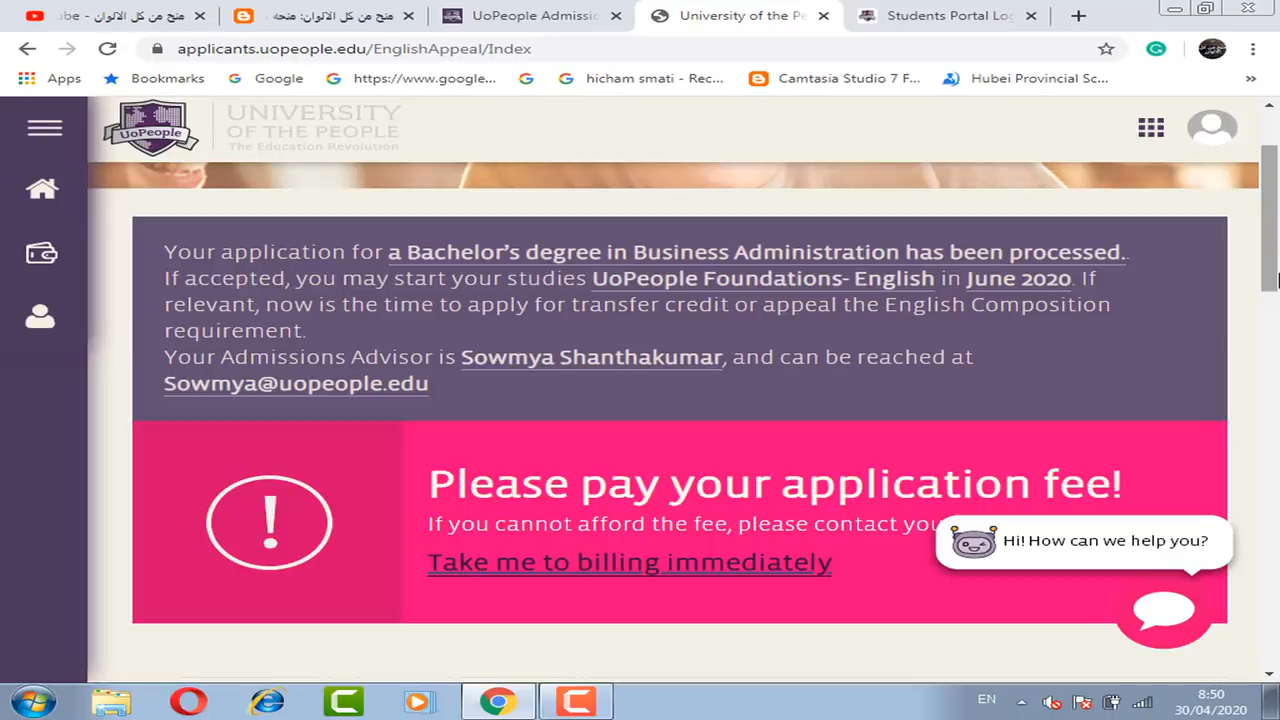 ube - منح من كل الالوان
منح من كل الالوان: منحه
UoPeople Admissic
University of the Pe
Students Portal Log
applicants.uopeople.edu/EnglishAppeal/Index
Apps
Bookmarks
Google
https://www.google...
hicham smati - Rec...
Camtasia Studio 7 F...
Hubei Provincial Sc...
»
UoPeople
UNIVERSITY
OF THE PEOPLE
The Education Revolution
Your application for a Bachelor's degree in Business Administration has been processed..
If accepted, you may start your studies UoPeople Foundations- English in June 2020. If
relevant, now is the time to apply for transfer credit or appeal the English Composition
requirement.
Your Admissions Advisor is Sowmya Shanthakumar, and can be reached at
Sowmya@uopeople.edu
!
Please pay your application fee!
If you cannot afford the fee, please contact you
Take me to billing immediately
Hi! How can we help you?
EN
8:50
30/04/2020